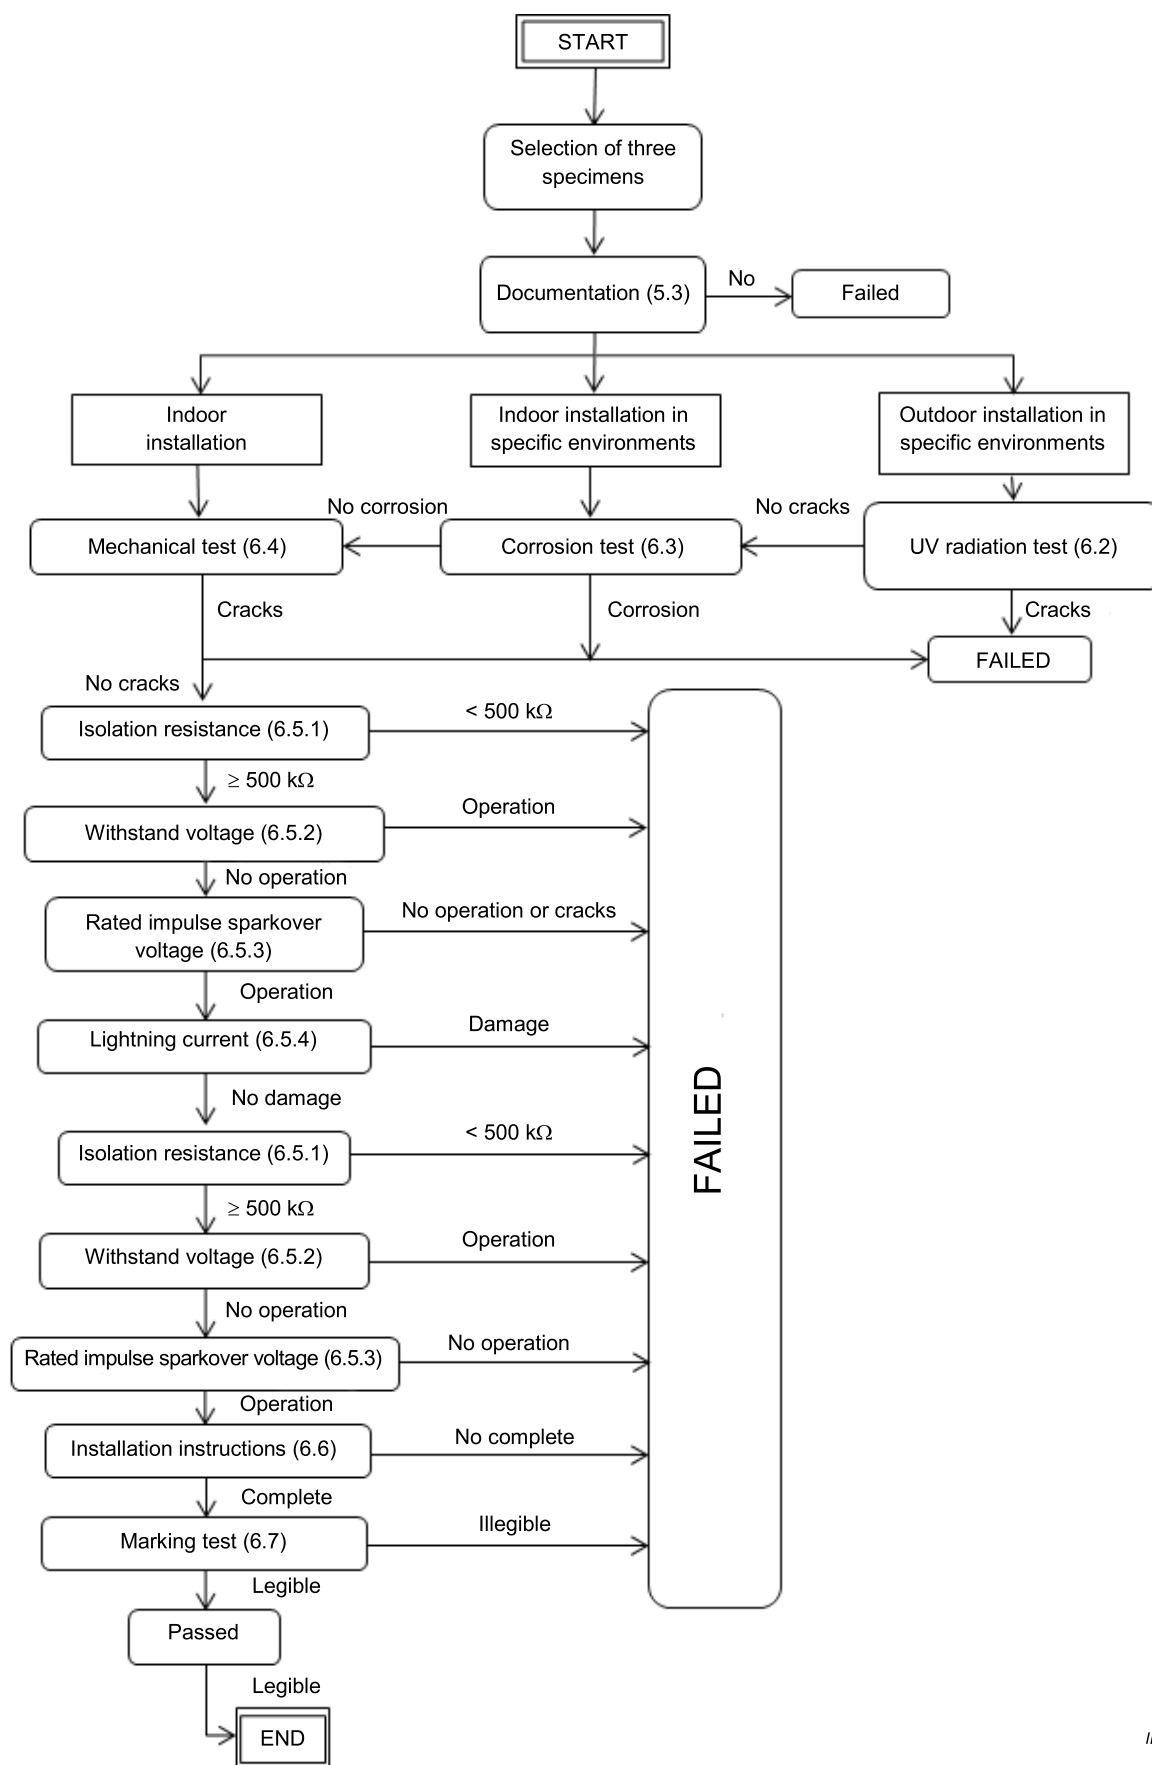 START
Selection of three
specimens
Documentation (5.3)
No
Failed
Indoor
installation
Indoor installation in
specific environments
Outdoor installation in
specific environments
No corrosion
No cracks
Mechanical test (6.4)
Corrosion test (6.3)
UV radiation test (6.2)
Cracks
Corrosion
Cracks
FAILED
No cracks
Isolation resistance (6.5.1)
< 500 kΩ
≥ 500 kΩ
Withstand voltage (6.5.2)
Operation
No operation
Rated impulse sparkover
voltage (6.5.3)
No operation or cracks
Operation
Lightning current (6.5.4)
Damage
No damage
Isolation resistance (6.5.1)
< 500 kΩ
≥ 500 kΩ
Withstand voltage (6.5.2)
Operation
No operation
Rated impulse sparkover voltage (6.5.3)
No operation
Operation
Installation instructions (6.6)
No complete
Complete
Marking test (6.7)
Illegible
Legible
Passed
Legible
END
FAILED